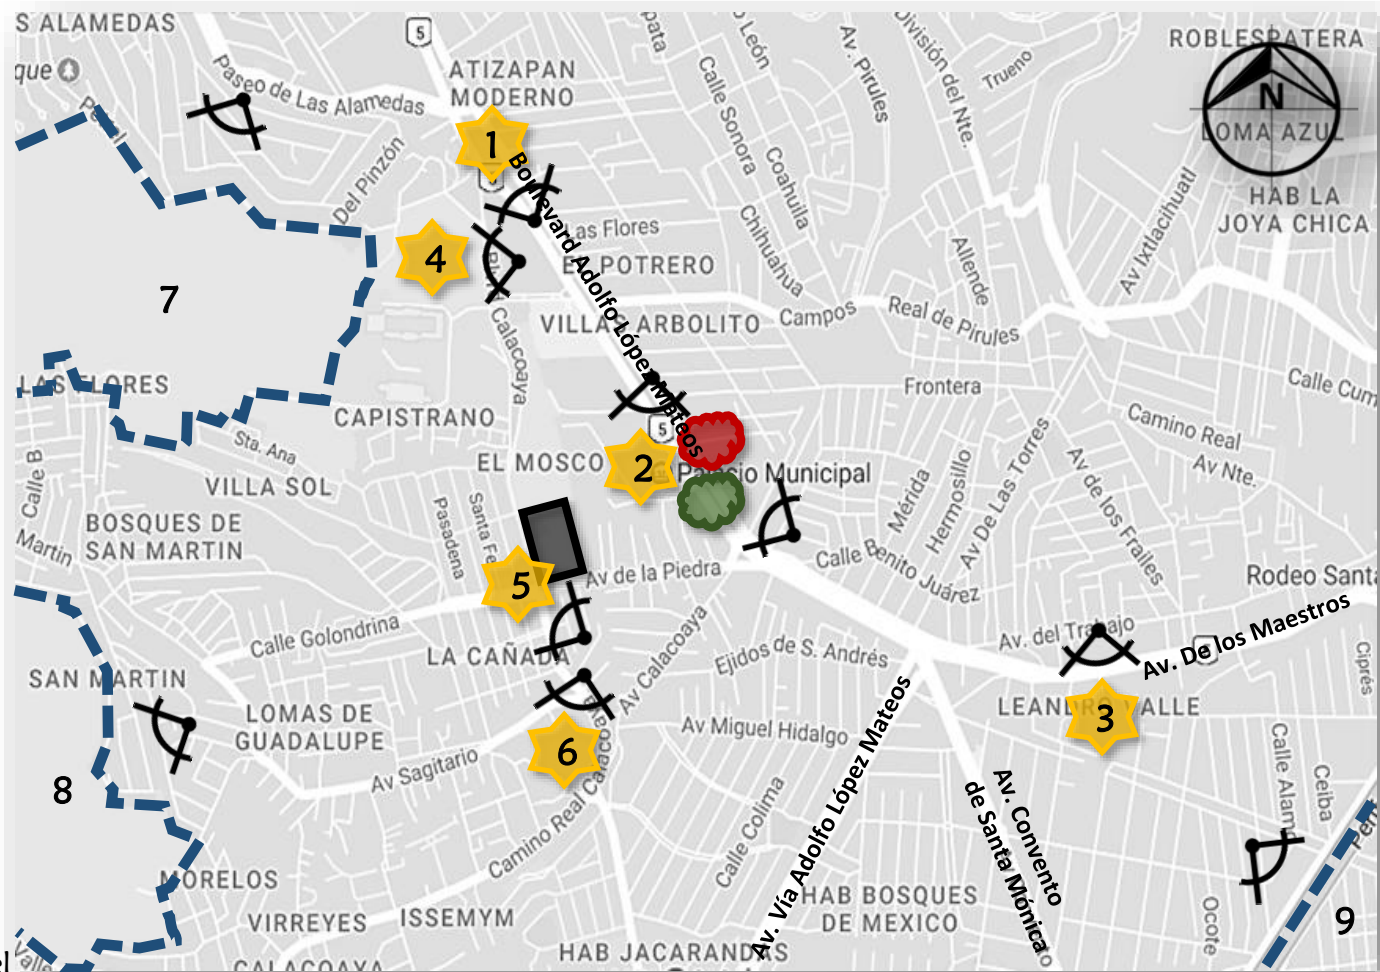 S ALAMEDAS
5
ROBLES PATERA
que
Paseo de Las Alamedas
ATIZAPAN
MODERNO
Calle Sonora
Av. Pirules
División del Nte.
Trueno
N
LOMA AZUL
1
Del Pinzón
Coahuila
Chihuahua
HAB LA
JOYA CHICA
Av Ixtlaccihuatl
Boulevard Adolfo López Mateos
Las Flores
4
EL POTRERO
Allende
7
Calacoaya
VILLAS ARBOLITO
Campos
Real de Pirules
LAS FLORES
CAPISTRANO
Frontera
Calle Cum
Camino Real
Av Nte.
Sta. Ana
5
EL MOSCO
2
Palacio Municipal
VILLA SOL
Calle B
Mérida
Hermosillo
Av De Las Torres
Av de los Frailes
BOSQUES DE
SAN MARTIN
Martin
Pasadena
Santa Fe
5
Av de la Piedra
Calle Benito Juárez
Rodeo Santa
Calle Golondrina
LA CAÑADA
Av Calacoaya
Ejidos de S. Andrés
Av. del Trabajo
Av. De los Maestros
Ciprés
SAN MARTIN
LOMAS DE
GUADALUPE
LEANDRO VALLE
3
6
Av Miguel Hidalgo
Av Sagitario
8
Camino Real Calacoa
Calle Colima
Av. Vía Adolfo López Mateos
Av. Convento
de Santa Mónica
Calle Alamo
Ceiba
MORELOS
VIRREYES
ISSEMYM
HAB BOSQUES
DE MEXICO
Ocote
9
HAB JACARANDAS
CALACOAYA
Valle
el